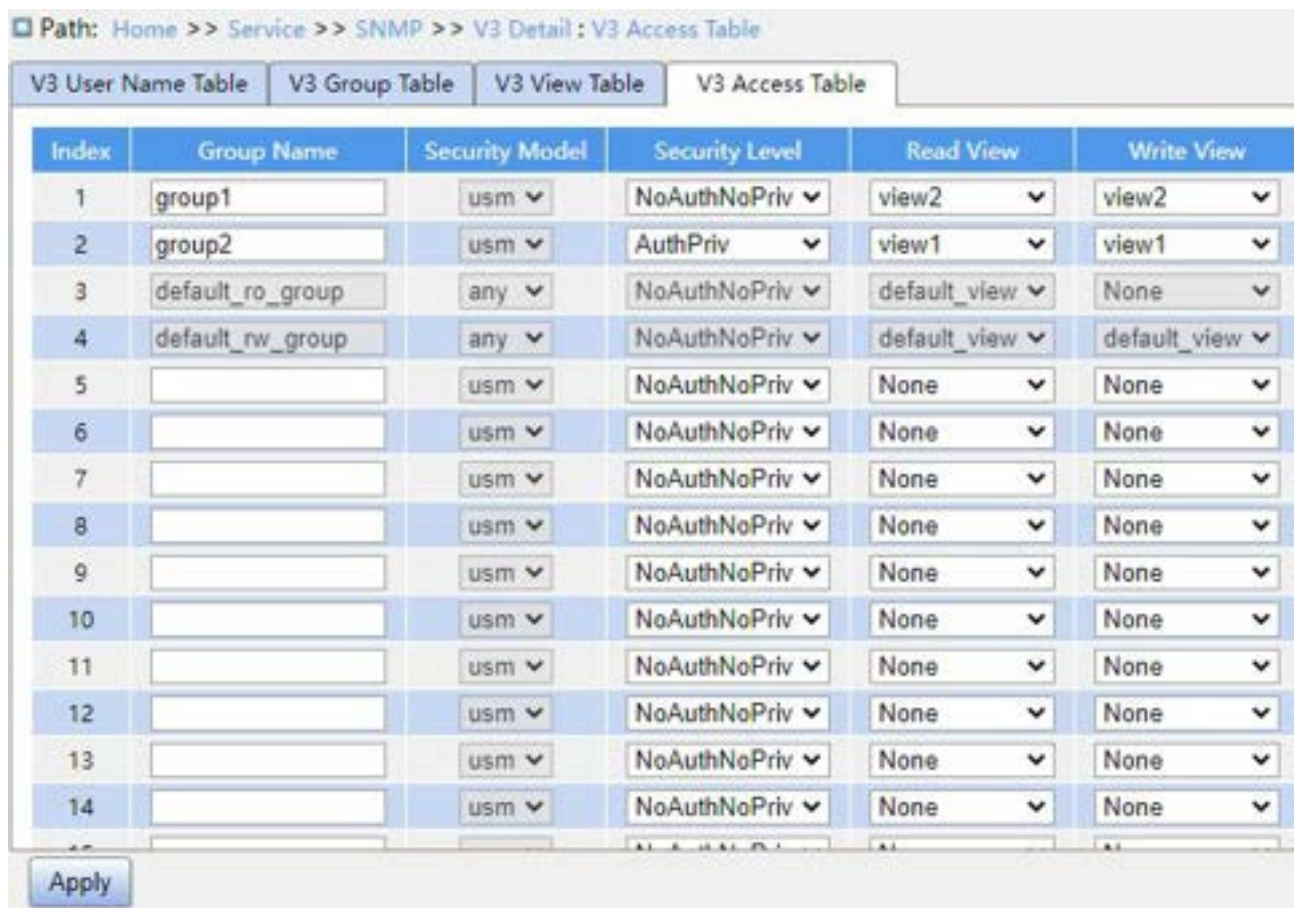 Path: Home >> Service >> SNMP >> V3 Detail : V3 Access Table
V3 User Name Table V3 Group Table V3 View Table V3 Access Table
Index Group Name Security Model Security Level Read View Write View
1 group1 usm NoAuthNoPriv view2 view2
2 group2 usm AuthPriv view1 view1
3 default_ro_group any NoAuthNoPriv default_view None
4 default_rw_group any NoAuthNoPriv default_view default_view
5 usm NoAuthNoPriv None None
6 usm NoAuthNoPriv None None
7 usm NoAuthNoPriv None None
8 usm NoAuthNoPriv None None
9 usm NoAuthNoPriv None None
10 usm NoAuthNoPriv None None
11 usm NoAuthNoPriv None None
12 usm NoAuthNoPriv None None
13 usm NoAuthNoPriv None None
14 usm NoAuthNoPriv None None
Apply